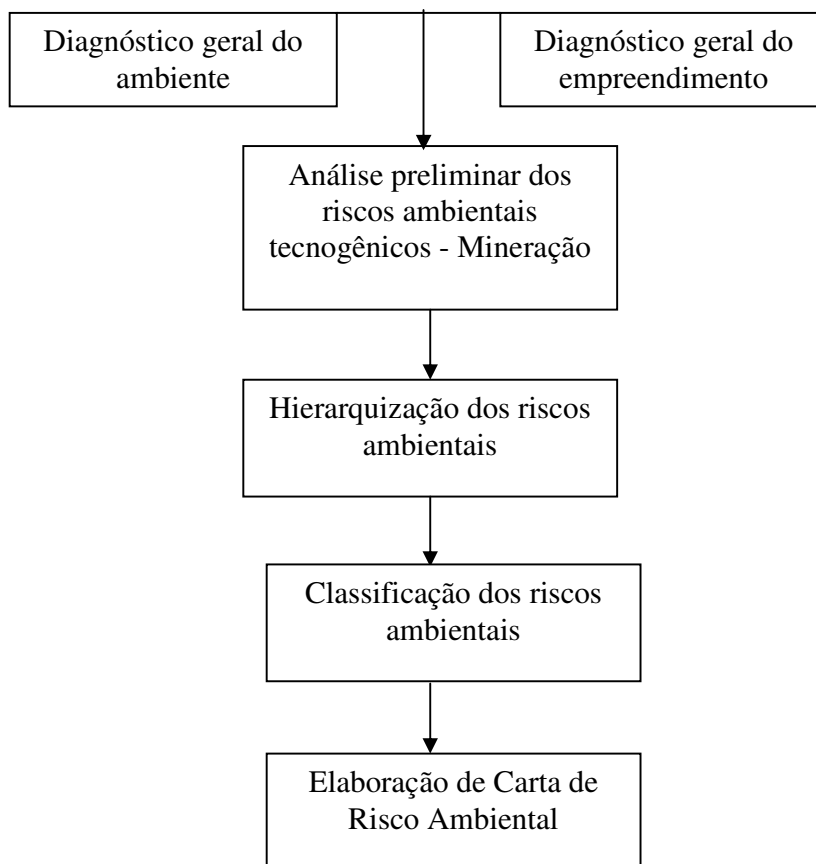 Diagnóstico geral do
ambiente
Diagnóstico geral do
empreendimento
Análise preliminar dos
riscos ambientais
tecnogênicos - Mineração
Hierarquização dos riscos
ambientais
Classificação dos riscos
ambientais
Elaboração de Carta de
Risco Ambiental